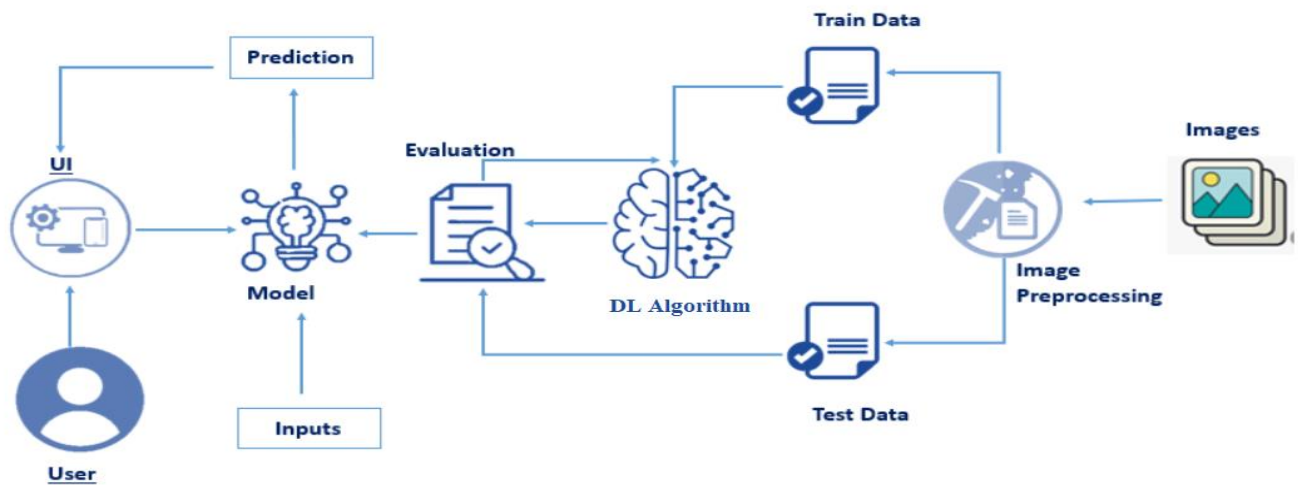 Train Data
Prediction
Images
Evaluation
UI
Image
Preprocessing
Model
DL Algorithm
Test Data
Inputs
User